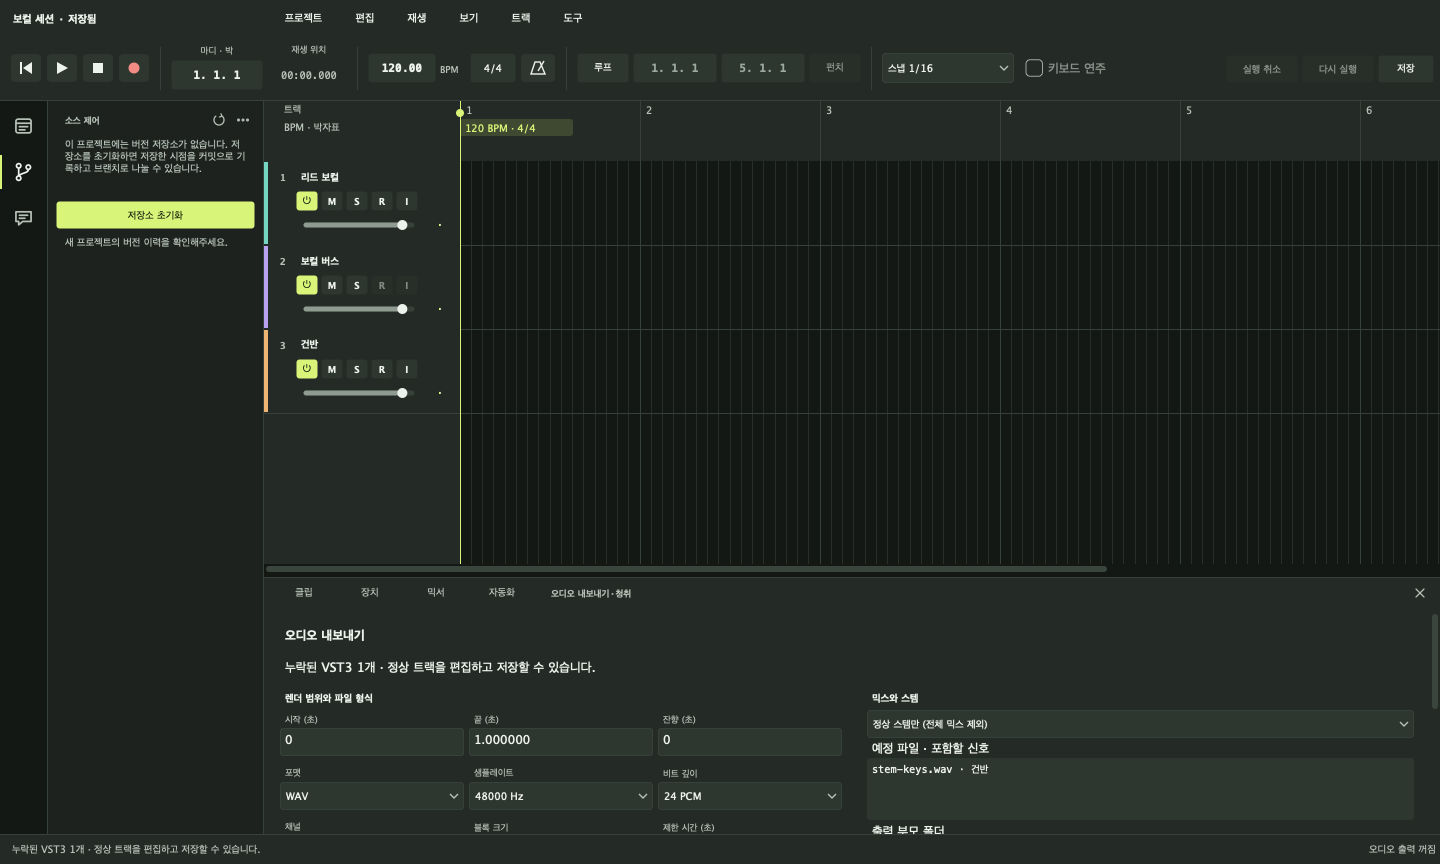 보컬 세션 · 저장됨
프로젝트 편집 재생 보기 트랙 도구
마디 · 박
1. 1. 1
재생 위치
00:00.000
120.00 BPM 4/4
루프 1. 1. 1 5. 1. 1 펀치
스냅 1/16
키보드 연주
실행 취소 다시 실행 저장
소스 제어
이 프로젝트에는 버전 저장소가 없습니다. 저
장소를 초기화하면 저장한 시점을 커밋으로 기
록하고 브랜치로 나눌 수 있습니다.
저장소 초기화
새 프로젝트의 버전 이력을 확인해주세요.
트랙
BPM · 박자표
1 2 3 4 5 6
120 BPM · 4/4
1 리드 보컬
M S R I
2 보컬 버스
M S R I
3 건반
M S R I
클립 장치 믹서 자동화 오디오 내보내기·청취
오디오 내보내기
누락된 VST3 1개 · 정상 트랙을 편집하고 저장할 수 있습니다.
렌더 범위와 파일 형식
시작 (초) 끝 (초) 잔향 (초)
0 1.000000 0
포맷 샘플레이트 비트 깊이
WAV 48000 Hz 24 PCM
채널 블록 크기 제한 시간 (초)
믹스와 스템
정상 스템만 (전체 믹스 제외)
예정 파일 · 포함할 신호
stem-keys.wav · 건반
출력 부모 폴더
누락된 VST3 1개 · 정상 트랙을 편집하고 저장할 수 있습니다.
오디오 출력 꺼짐